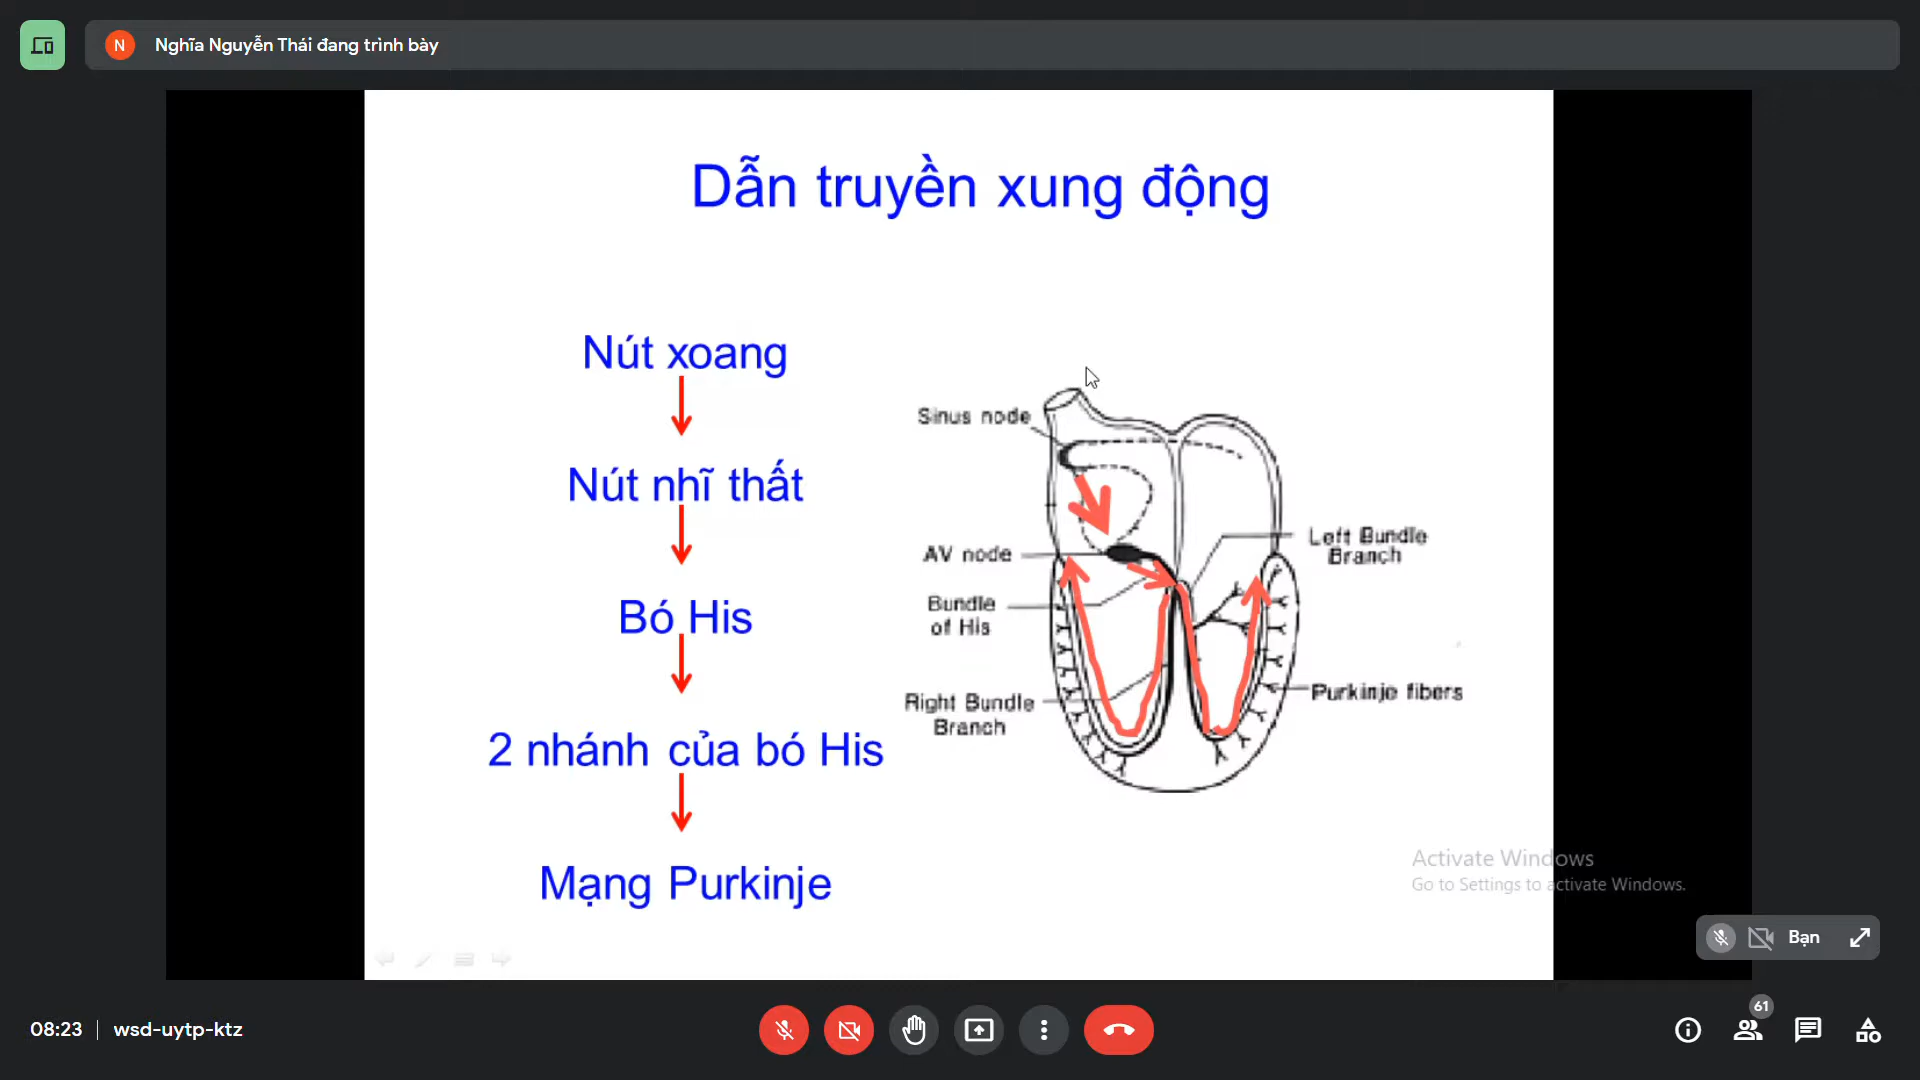 N
Nghĩa Nguyễn Thái đang trình bày
Dẫn truyền xung động
Nút xoang
Nút nhĩ thất
Bó His
2 nhánh của bó His
Mạng Purkinje
Sinus node
AV node
Bundle
of His
Right Bundle
Branch
Left Bundle
Branch
Purkinje fibers
Activate Windows
Go to Settings to activate Windows.
Bạn
08:23
wsd-uytp-ktz
61